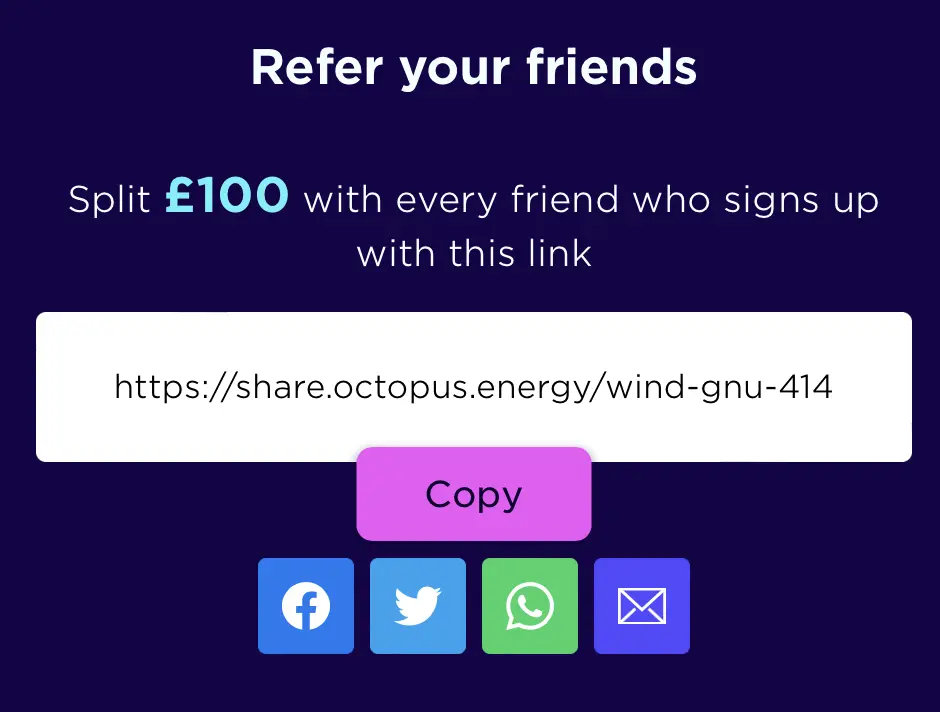 Refer your friends
Split £100 with every friend who signs up
with this link
https://share.octopus.energy/wind-gnu-414
Copy